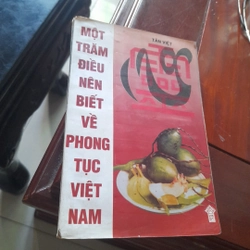 TÂN VIỆT
MỘT
TRĂM
ĐIỀU
NÊN
BIẾT
VỀ
PHONG
TỤC
VIỆT
NAM